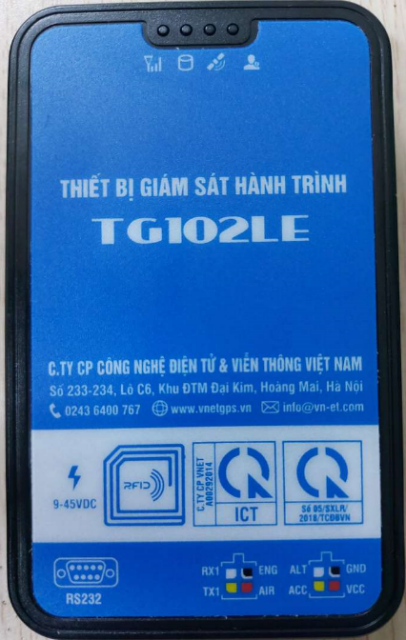 THIẾT BỊ GIÁM SÁT HÀNH TRÌNH
TG102LE
C.TY CP CÔNG NGHỆ ĐIỆN TỬ & VIỄN THÔNG VIỆT NAM
Số 233-234, Lô C6, Khu ĐTM Đại Kim, Hoàng Mai, Hà Nội
0243 6400 767 www.vnetgps.vn info@vn-et.com
9-45VDC
RFID
C.TY CP VNET
A00292014
ICT
Số 05/SXLR/
2018/TCĐBVN
RS232
RX1 ENG
TX1 AIR
ALT GND
ACC VCC